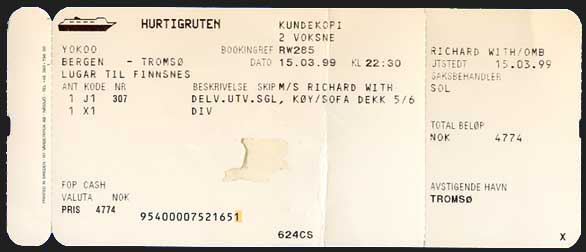 HURTIGRUTEN KUNDEKOPI
2 VOKSNE
YOKOO BOOKINGREF RW285 RICHARD WITH/OMB
BERGEN - TROMSØ DATO 15.03.99 KL 22:30 UTSTEDT 15.03.99
LUGAR TIL FINNSNES SAKSBEHANDLER
ANT KODE NR BESKRIVELSE SKIP M/S RICHARD WITH SOL
1 J1 307 DELV.UTV.SGL, KØY/SOFA DEKK 5/6
1 X1 DIV
TOTAL BELØP
NOK 4774
FOP CASH
VALUTA NOK AVSTIGENDE HAVN
PRIS 4774 TROMSØ
95400007521651
624CS X